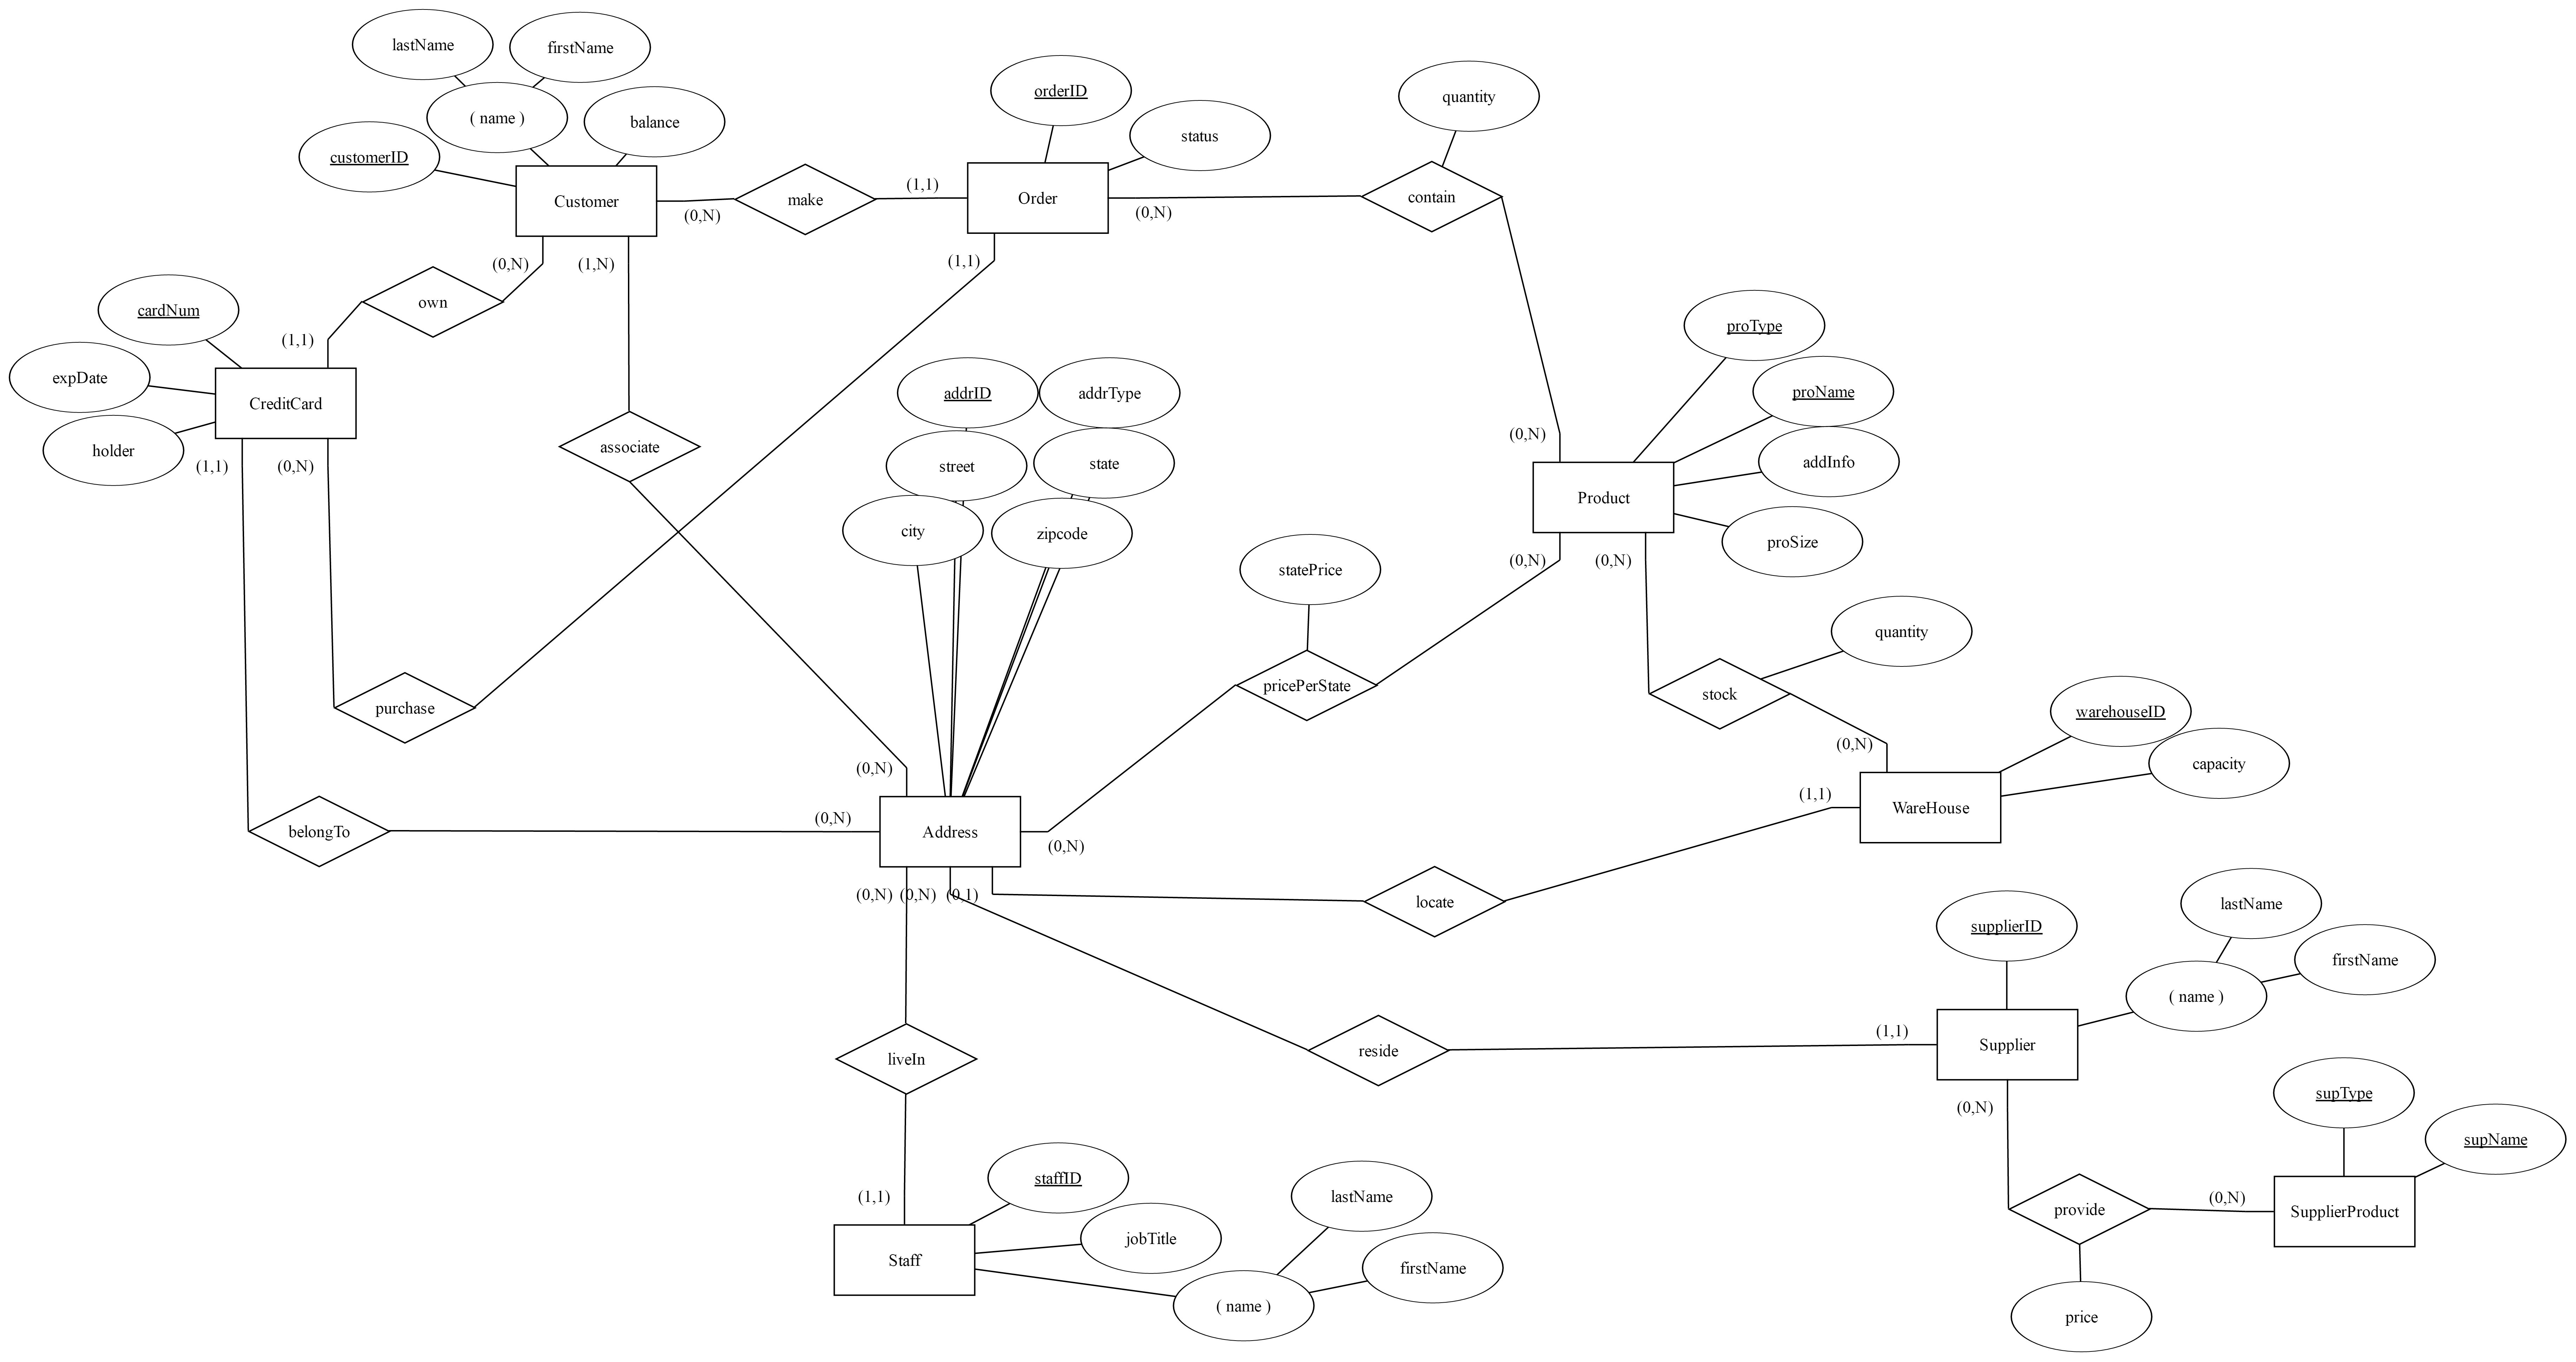 lastName
firstName
( name )
balance
customerID
Customer
(0,N)
make
(1,1)
orderID
status
Order
(0,N)
quantity
contain
(0,N)
(1,N)
(1,1)
own
cardNum
(1,1)
expDate
CreditCard
holder
(1,1)
(0,N)
associate
addrID
addrType
street
state
city
zipcode
proType
proName
(0,N)
addInfo
Product
proSize
(0,N)
(0,N)
statePrice
quantity
pricePerState
stock
purchase
warehouseID
(0,N)
capacity
(0,N)
(1,1)
WareHouse
belongTo
(0,N)
Address
(0,N)
(0,N)
(0,N)
(0,1)
locate
lastName
supplierID
firstName
( name )
(1,1)
Supplier
liveIn
reside
(0,N)
supType
supName
staffID
(1,1)
lastName
(0,N)
provide
SupplierProduct
jobTitle
Staff
firstName
( name )
price